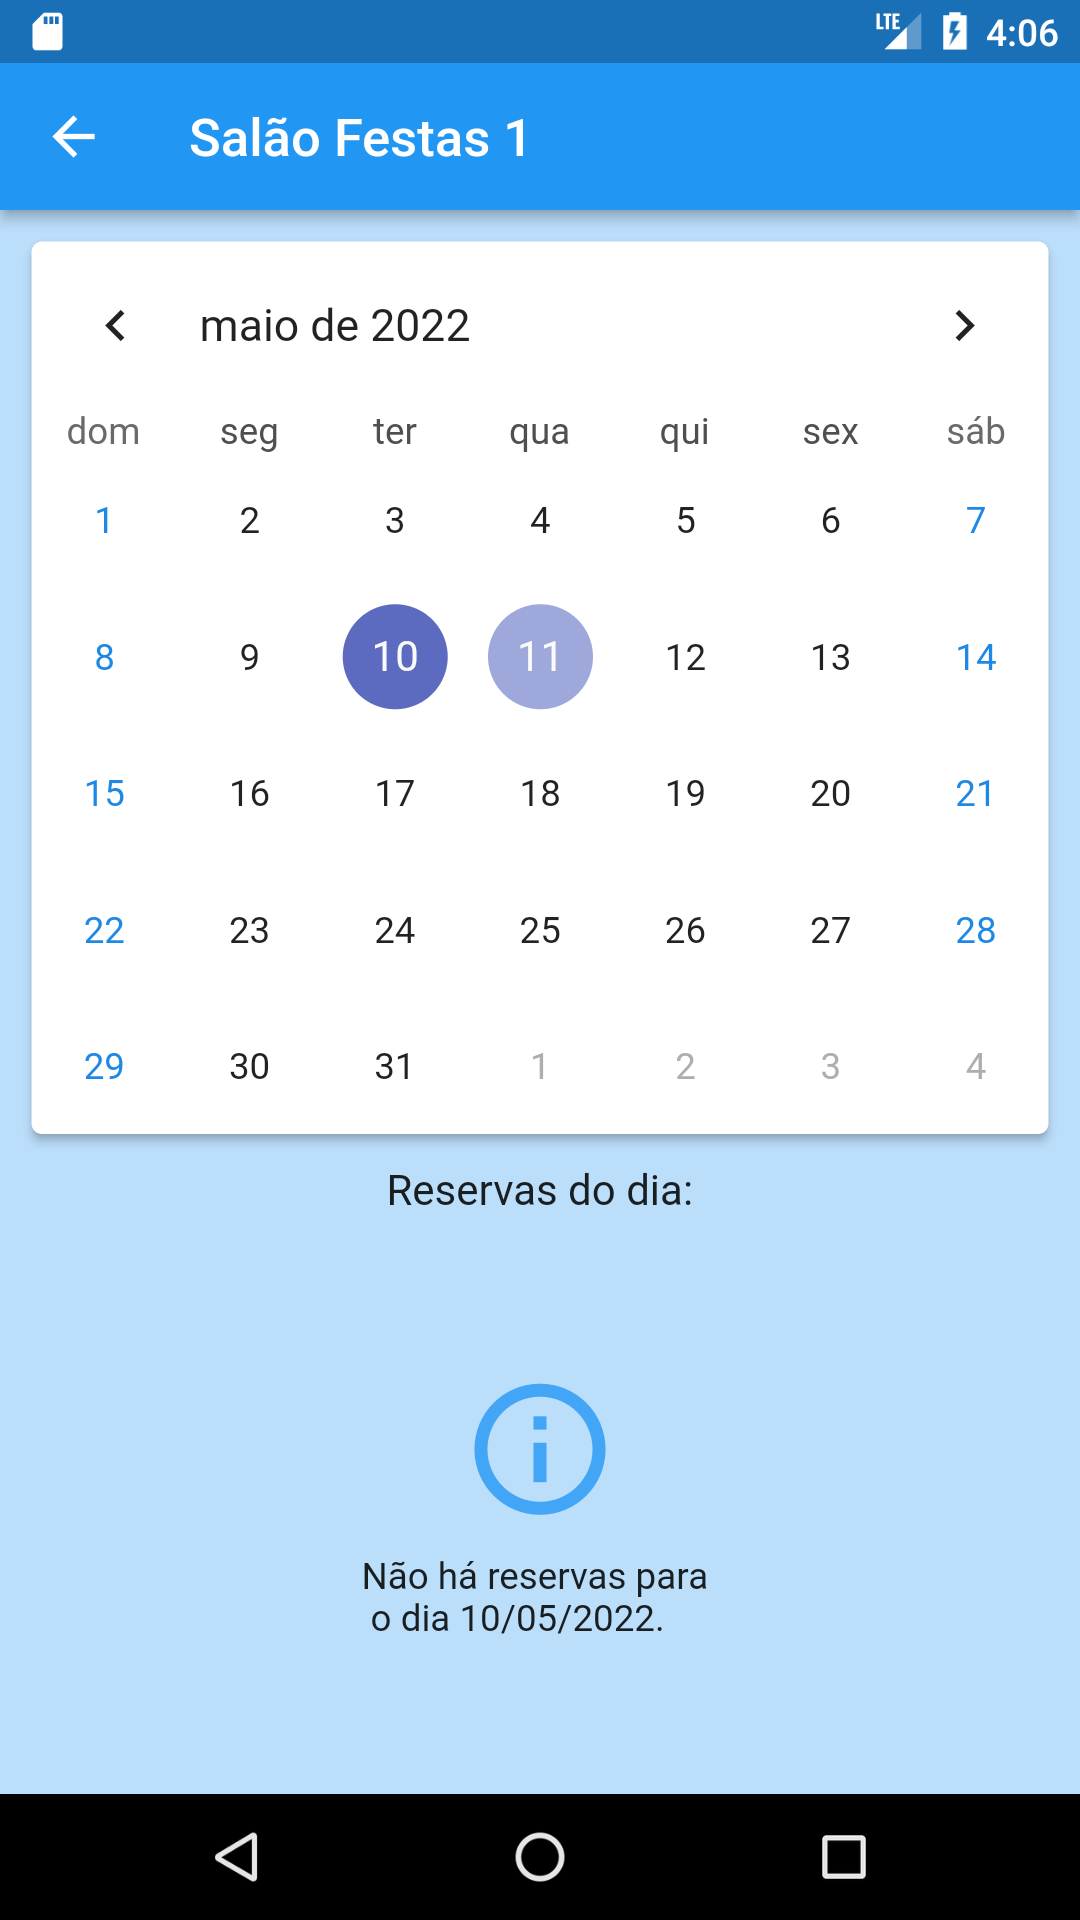 LTE 4:06
Salão Festas 1
maio de 2022
dom seg ter qua qui sex sáb
1 2 3 4 5 6 7
8 9 10 11 12 13 14
15 16 17 18 19 20 21
22 23 24 25 26 27 28
29 30 31 1 2 3 4
Reservas do dia:
Não há reservas para
o dia 10/05/2022.